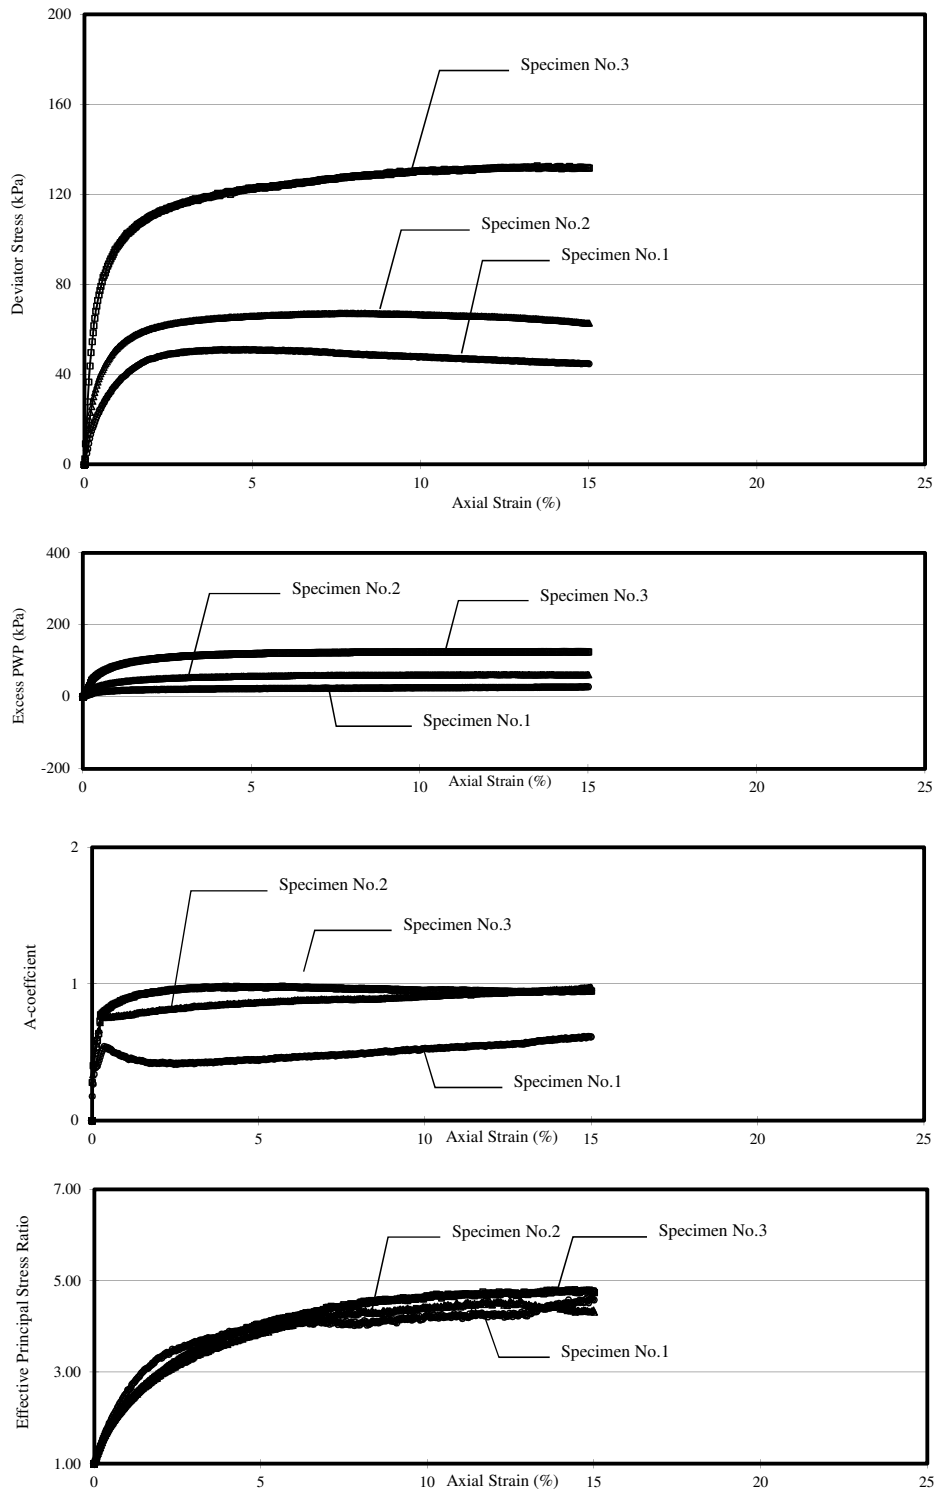 200
Specimen No.3
160
120
Specimen No.2
Specimen No.1
80
40
0
Deviator Stress (kPa)
0 5 10 15 20 25
Axial Strain (%)
400
Specimen No.2
Specimen No.3
200
0
Specimen No.1
-200
Excess PWP (kPa)
0 5 10 15 20 25
Axial Strain (%)
2
Specimen No.2
Specimen No.3
1
Specimen No.1
0
A-coeffcient
0 5 10 15 20 25
Axial Strain (%)
7.00
Specimen No.2
Specimen No.3
5.00
Specimen No.1
3.00
1.00
Effective Principal Stress Ratio
0 5 10 15 20 25
Axial Strain (%)